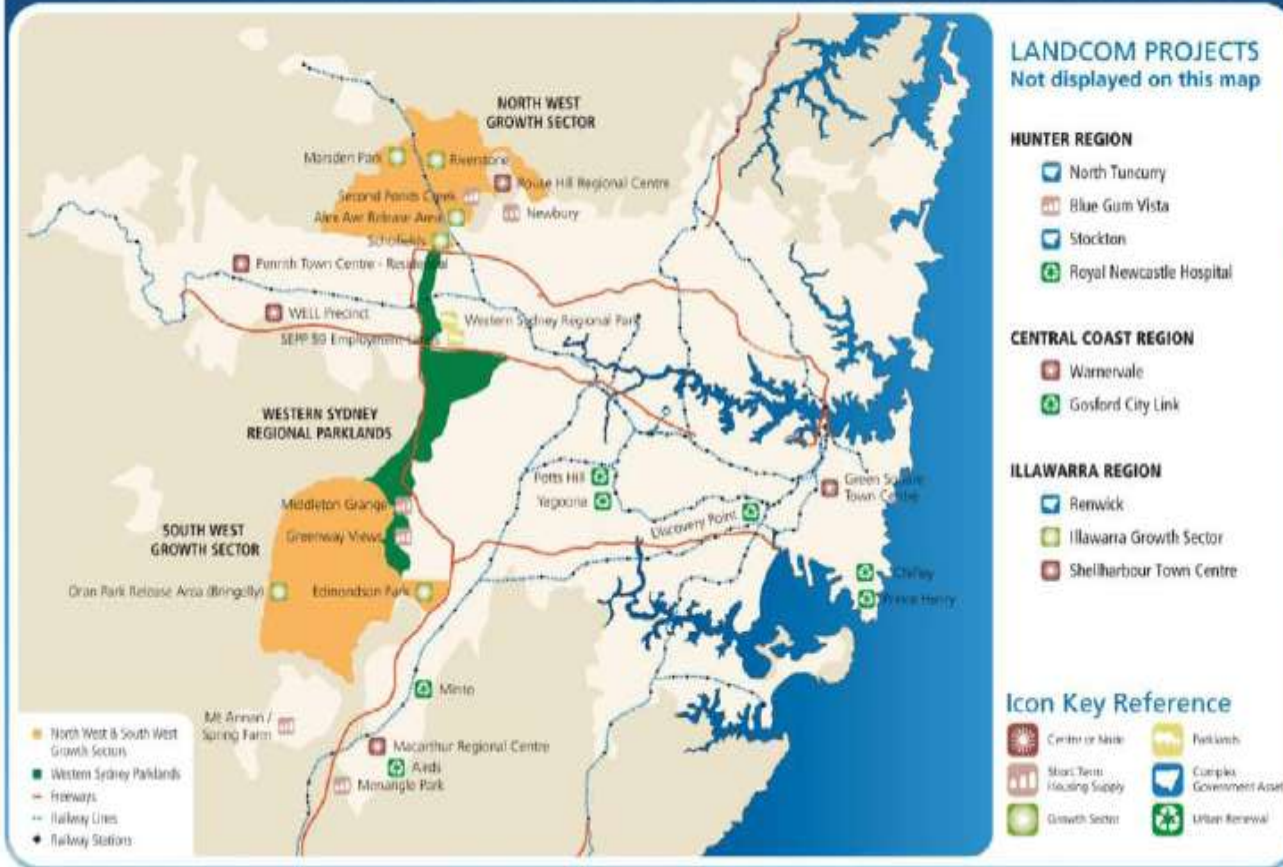 NORTH WEST
GROWTH SECTOR
Marsden Park
Riverstone
Rouse Hill Regional Centre
Second Ponds Creek
Newbury
Alex Ave Release Area
Schofields
Penrith Town Centre - Residential
WELL Precinct
Western Sydney Regional Park
SEPP 59 Employment Lands
WESTERN SYDNEY
REGIONAL PARKLANDS
Potts Hill
Yagoona
Green Square
Town Centre
Discovery Point
Middleton Grange
SOUTH WEST
GROWTH SECTOR
Greenway Views
Oran Park Release Area (Bringelly)
Edmondson Park
Chifley
Prince Henry
Minto
Mt Annan /
Spring Farm
Macarthur Regional Centre
Airds
Menangle Park
North West & South West
Growth Sectors
Western Sydney Parklands
Freeways
Railway Lines
Railway Stations
LANDCOM PROJECTS
Not displayed on this map
HUNTER REGION
North Tuncurry
Blue Gum Vista
Stockton
Royal Newcastle Hospital
CENTRAL COAST REGION
Warnervale
Gosford City Link
ILLAWARRA REGION
Renwick
Illawarra Growth Sector
Shellharbour Town Centre
Icon Key Reference
Centre or Node
Parklands
Short Term
Housing Supply
Complex
Government Asset
Growth Sector
Urban Renewal